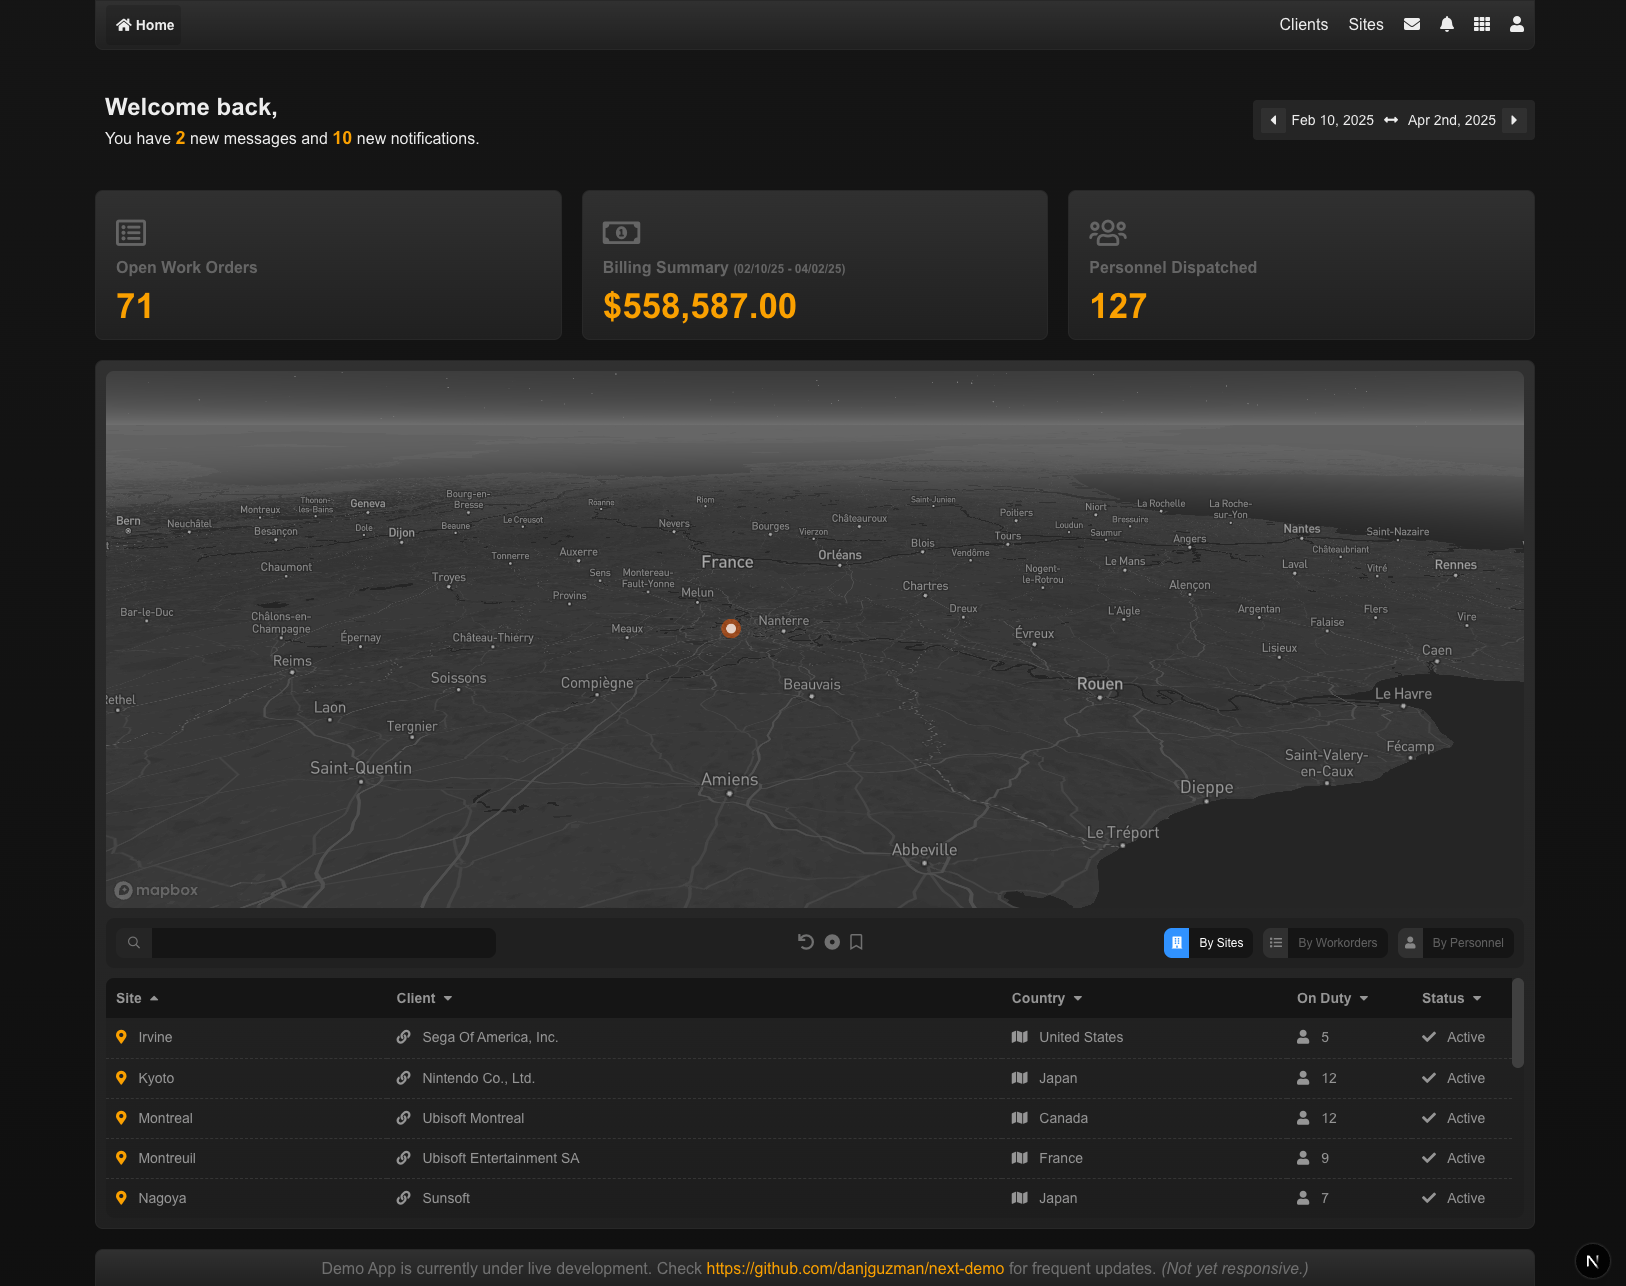 Home
Clients Sites
Welcome back,
You have 2 new messages and 10 new notifications.
Feb 10, 2025 Apr 2nd, 2025
Open Work Orders
71
Billing Summary (02/10/25 - 04/02/25)
$558,587.00
Personnel Dispatched
127
Bern
Neuchâtel
Montreux
Thonon-
les-Bains
Geneva
Besançon
Dole
Dijon
Bourg-en-
Bresse
Beaune
Le Creusot
Roanne
Riom
Nevers
Bourges
Vierzon
Châteauroux
Saint-Junien
Poitiers
Niort
La Rochelle
Bressuire
La Roche-
sur-Yon
Loudun
Saumur
Nantes
Saint-Nazaire
Châteaubriant
Tonnerre
Auxerre
France
Orléans
Blois
Vendôme
Tours
Angers
Le Mans
Laval
Vitré
Rennes
Chaumont
Troyes
Sens
Montereau-
Fault-Yonne
Provins
Melun
Chartres
Nogent-
le-Rotrou
Alençon
Bar-le-Duc
Châlons-en-
Champagne
Épernay
Château-Thierry
Meaux
Nanterre
Dreux
L'Aigle
Argentan
Falaise
Flers
Vire
Évreux
Lisieux
Caen
Reims
Soissons
Compiègne
Beauvais
Rouen
Le Havre
Rethel
Laon
Tergnier
Saint-Quentin
Amiens
Dieppe
Saint-Valery-
en-Caux
Fécamp
Le Tréport
Abbeville
mapbox
By Sites By Workorders By Personnel
Site Client Country On Duty Status
Irvine Sega Of America, Inc. United States 5 Active
Kyoto Nintendo Co., Ltd. Japan 12 Active
Montreal Ubisoft Montreal Canada 12 Active
Montreuil Ubisoft Entertainment SA France 9 Active
Nagoya Sunsoft Japan 7 Active
Demo App is currently under live development. Check https://github.com/danjguzman/next-demo for frequent updates. (Not yet responsive.)
N